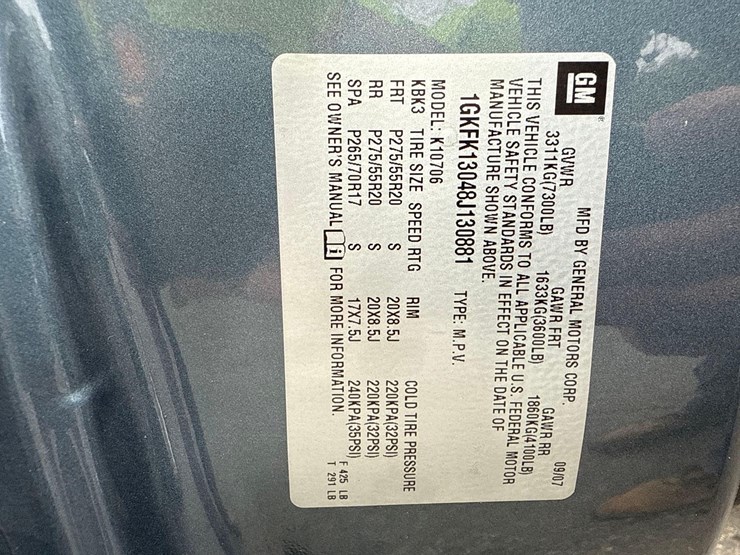 GM
MFD BY GENERAL MOTORS CORP. 09/07
GVWR GAWR FRT GAWR RR
3311KG(7300LB) 1633KG(3600LB) 1860KG(4100LB)
THIS VEHICLE CONFORMS TO ALL APPLICABLE U.S. FEDERAL MOTOR
VEHICLE SAFETY STANDARDS IN EFFECT ON THE DATE OF
MANUFACTURE SHOWN ABOVE.
1GKFK13048J130881 TYPE: M.P.V.
MODEL: K10706
KBK3 TIRE SIZE SPEED RTG RIM COLD TIRE PRESSURE
FRT P275/55R20 S 20X8.5J 220KPA(32PSI)
RR P275/55R20 S 20X8.5J 220KPA(32PSI)
SPA P265/70R17 S 17X7.5J 240KPA(35PSI)
SEE OWNER'S MANUAL i FOR MORE INFORMATION.
F 425 LB
T 291 LB